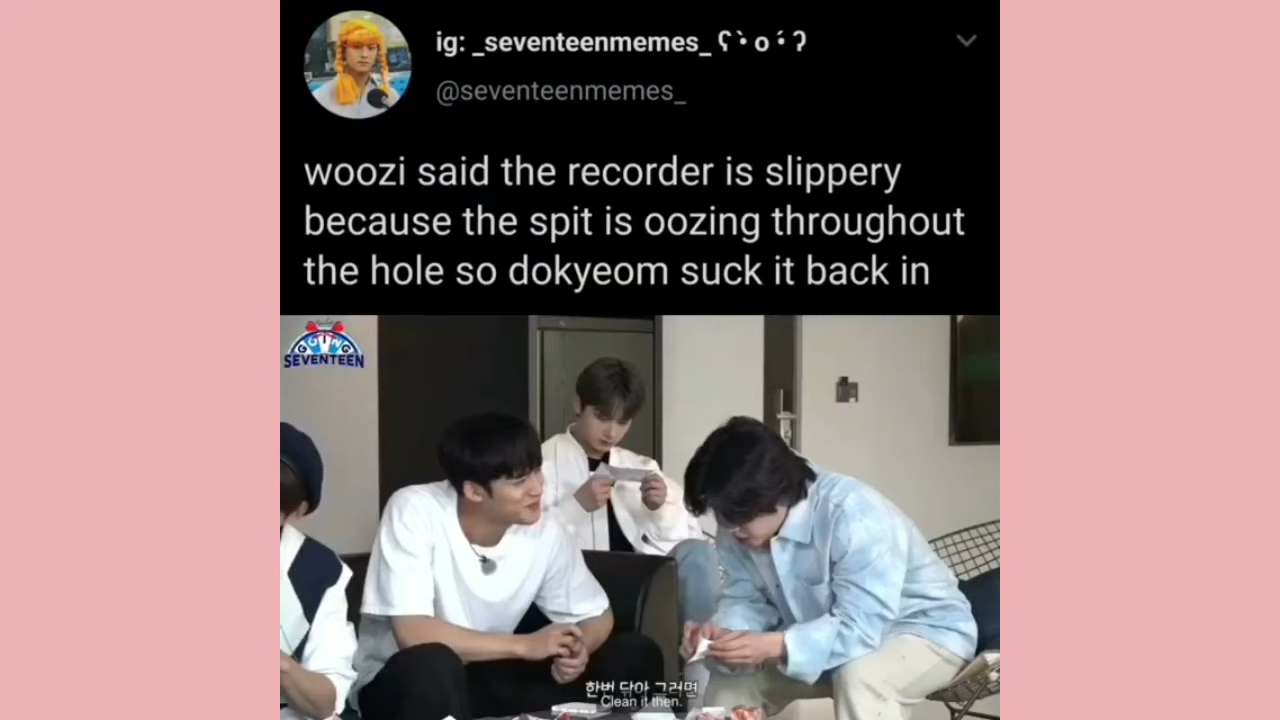 ig: _seventeenmemes_ ʕ•̀o•́ʔ
@seventeenmemes_
woozi said the recorder is slippery
because the spit is oozing throughout
the hole so dokyeom suck it back in
GOING
SEVENTEEN
한번 닦아 그러면
Clean it then.